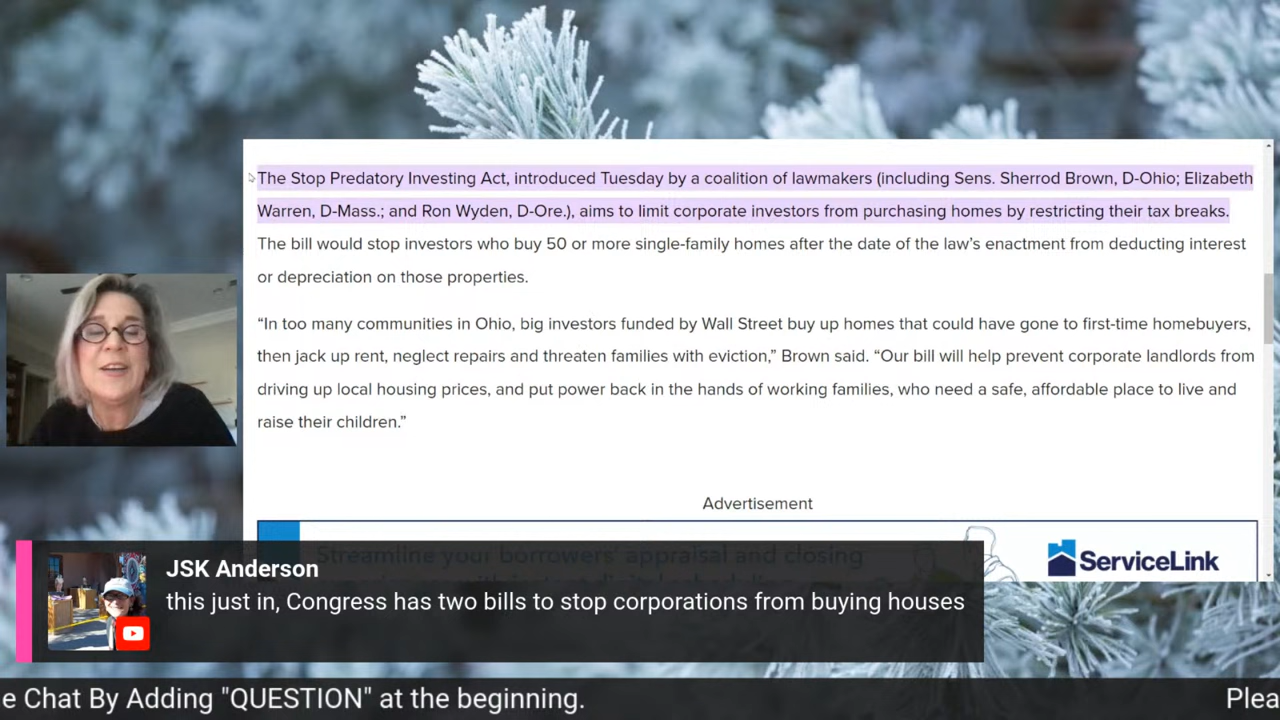 The Stop Predatory Investing Act, introduced Tuesday by a coalition of lawmakers (including Sens. Sherrod Brown, D-Ohio; Elizabeth
Warren, D-Mass.; and Ron Wyden, D-Ore.), aims to limit corporate investors from purchasing homes by restricting their tax breaks.
The bill would stop investors who buy 50 or more single-family homes after the date of the law’s enactment from deducting interest
or depreciation on those properties.
“In too many communities in Ohio, big investors funded by Wall Street buy up homes that could have gone to first-time homebuyers,
then jack up rent, neglect repairs and threaten families with eviction,” Brown said. “Our bill will help prevent corporate landlords from
driving up local housing prices, and put power back in the hands of working families, who need a safe, affordable place to live and
raise their children.”
Advertisement
Streamline your borrowers' appraisal and closing
ServiceLink
JSK Anderson
this just in, Congress has two bills to stop corporations from buying houses
e Chat By Adding "QUESTION" at the beginning.
Plea